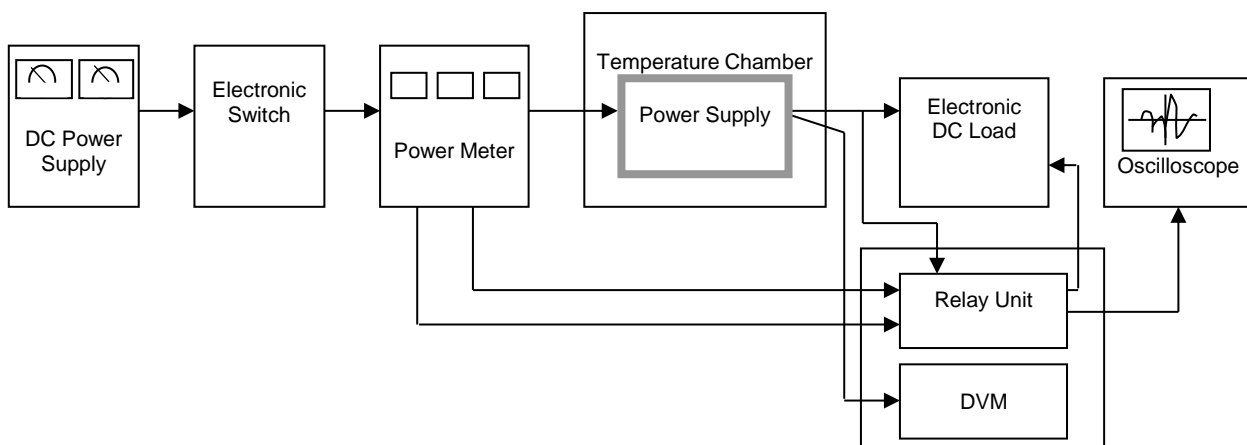 DC Power
Supply
Electronic
Switch
Power Meter
Temperature Chamber
Power Supply
Electronic
DC Load
Oscilloscope
Relay Unit
DVM